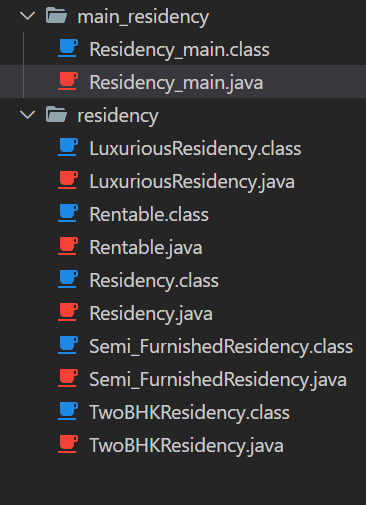 main_residency
Residency_main.class
Residency_main.java
residency
LuxuriousResidency.class
LuxuriousResidency.java
Rentable.class
Rentable.java
Residency.class
Residency.java
Semi_FurnishedResidency.class
Semi_FurnishedResidency.java
TwoBHKResidency.class
TwoBHKResidency.java